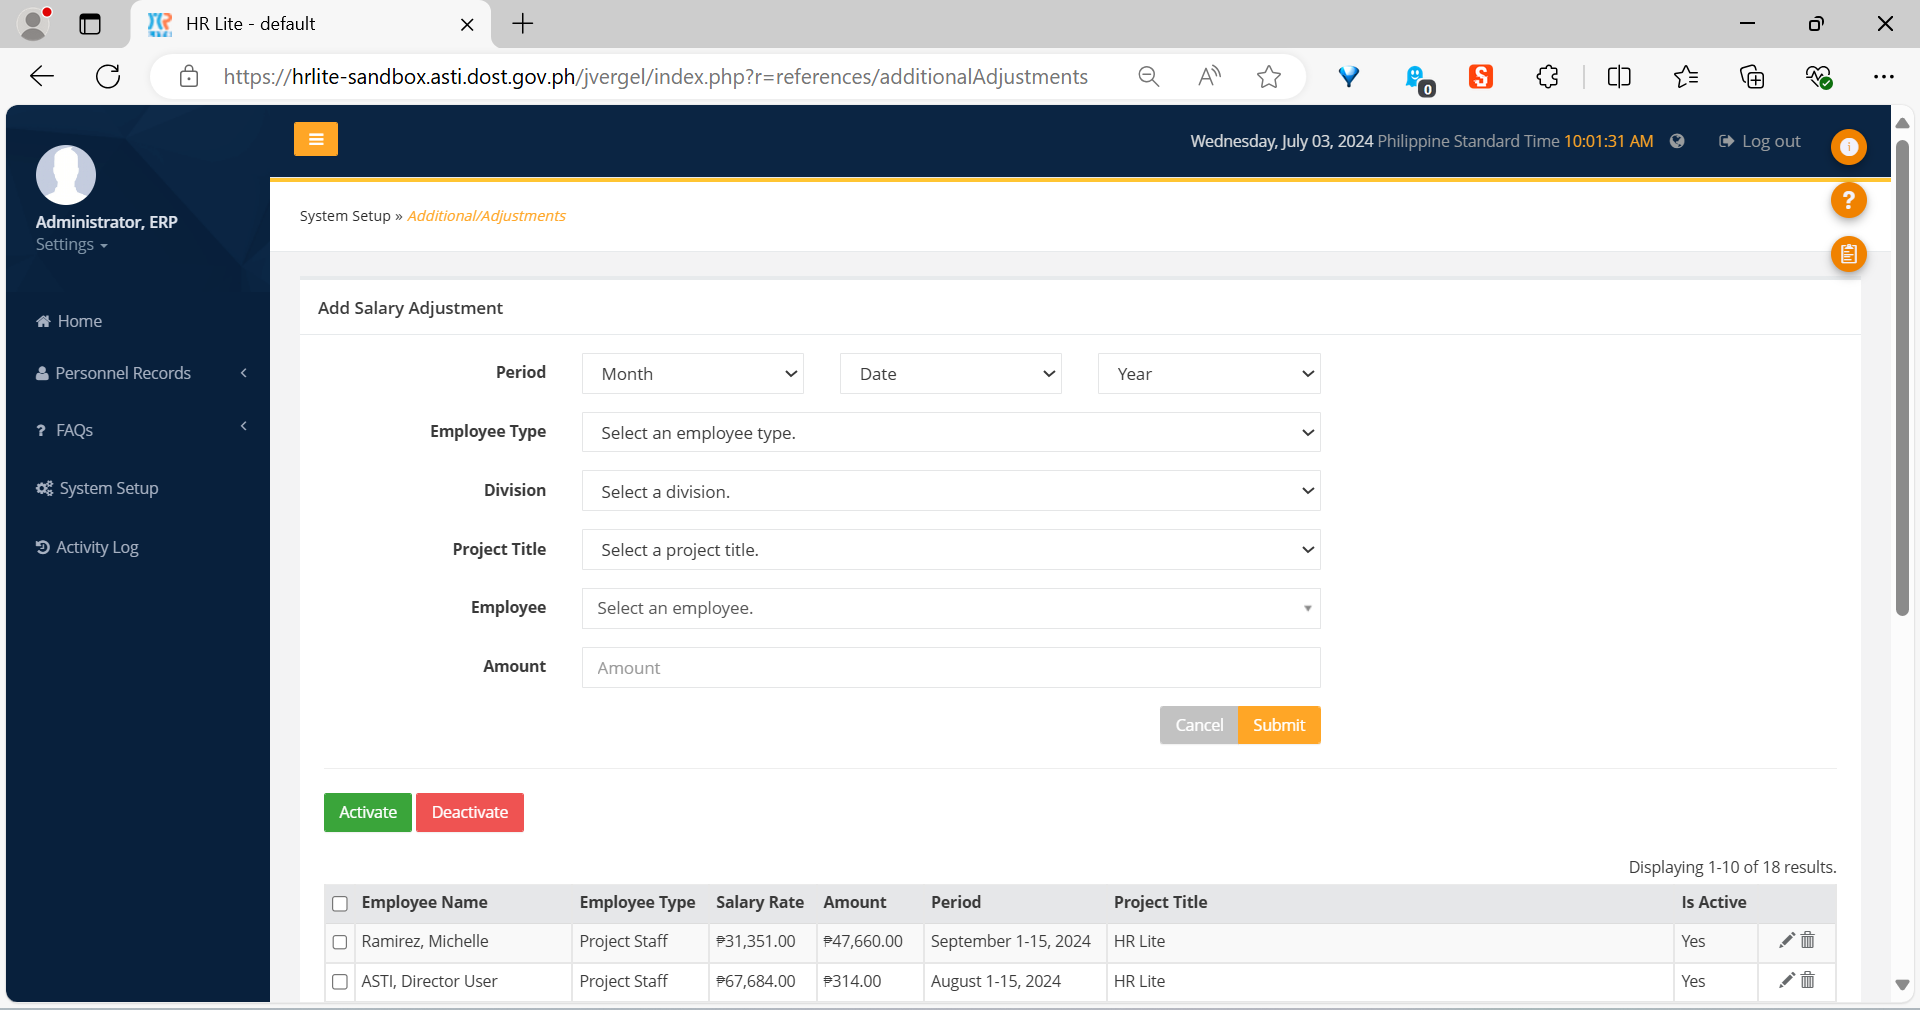 HR Lite - default
https://hrlite-sandbox.asti.dost.gov.ph/jvergel/index.php?r=references/additionalAdjustments
0
Wednesday, July 03, 2024 Philippine Standard Time 10:01:31 AM
Log out
Administrator, ERP
Settings
Home
Personnel Records
FAQs
System Setup
Activity Log
System Setup » Additional/Adjustments
Add Salary Adjustment
Period Month Date Year
Employee Type Select an employee type.
Division Select a division.
Project Title Select a project title.
Employee Select an employee.
Amount Amount
Cancel Submit
Activate Deactivate
Displaying 1-10 of 18 results.
Employee Name Employee Type Salary Rate Amount Period Project Title Is Active
Ramirez, Michelle Project Staff ₱31,351.00 ₱47,660.00 September 1-15, 2024 HR Lite Yes
ASTI, Director User Project Staff ₱67,684.00 ₱314.00 August 1-15, 2024 HR Lite Yes